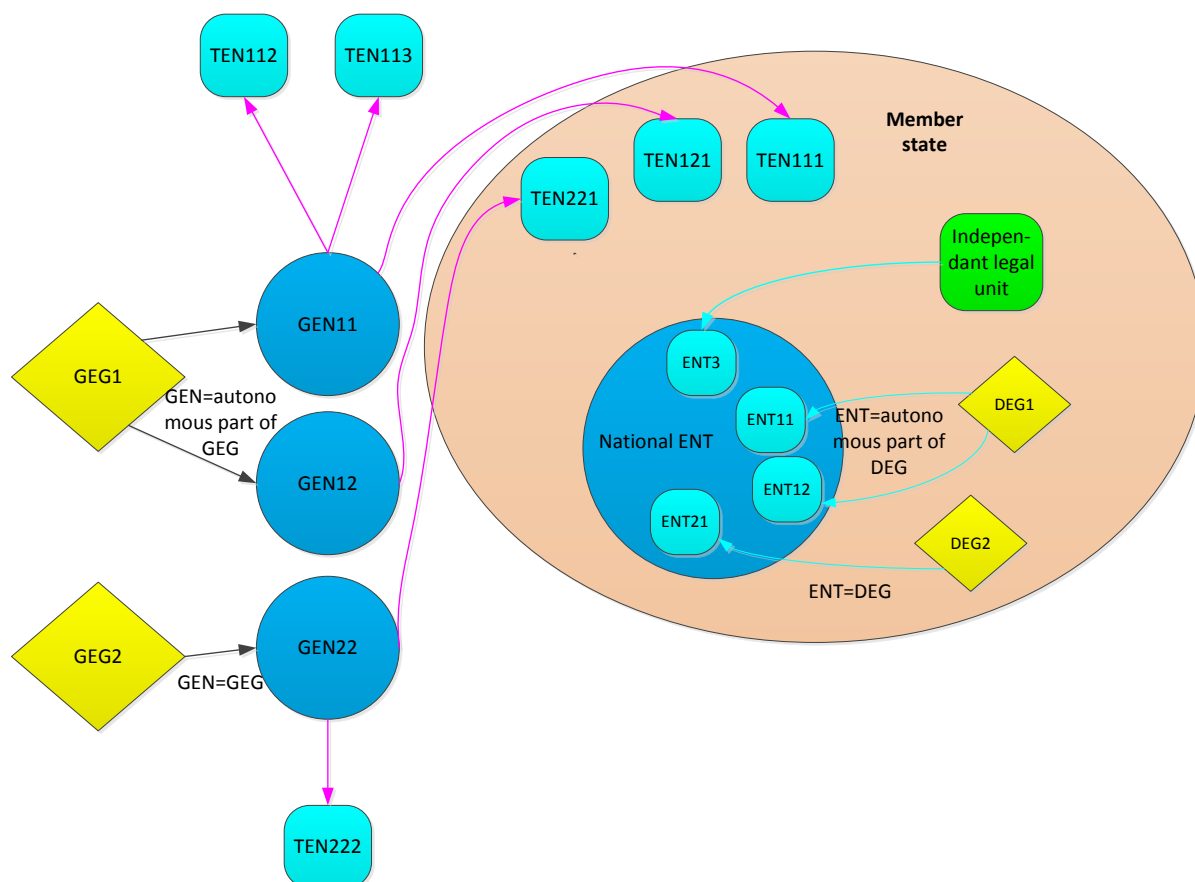 TEN112
TEN113
Member
state
TEN121
TEN111
TEN221
Indepen-
dant legal
unit
GEN11
GEG1
GEN=autono
mous part of
GEG
GEN12
ENT3
National ENT
ENT11
ENT=autono
mous part of
DEG
DEG1
ENT12
ENT21
DEG2
ENT=DEG
GEG2
GEN=GEG
GEN22
TEN222